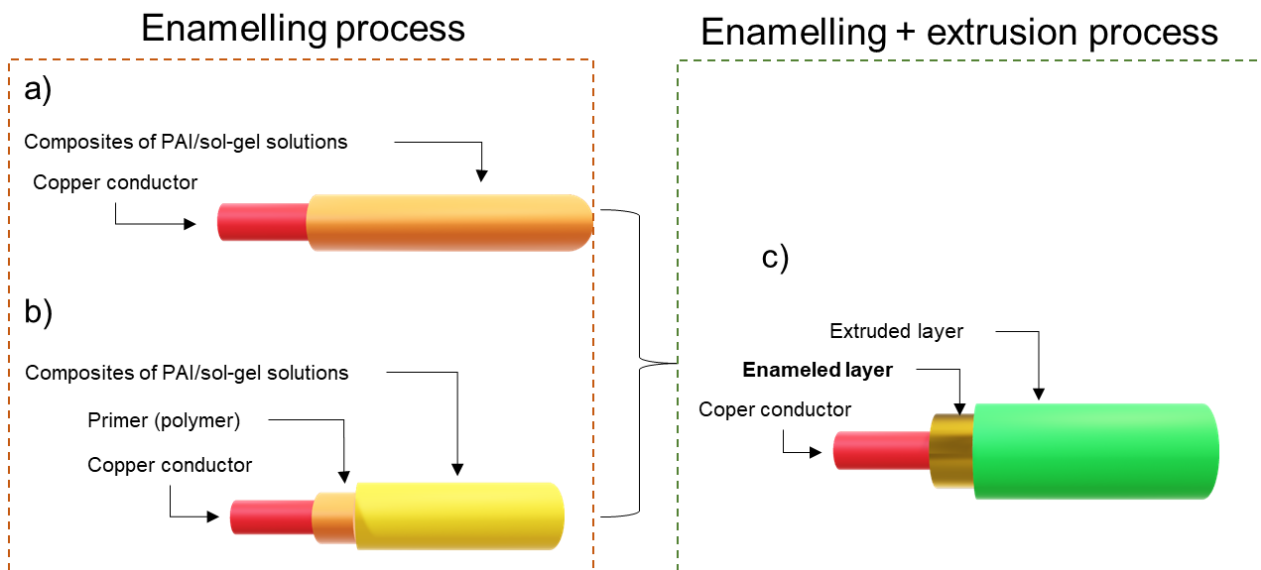 Enamelling process
a)
Composites of PAI/sol-gel solutions
Copper conductor
b)
Composites of PAI/sol-gel solutions
Primer (polymer)
Copper conductor
Enamelling + extrusion process
c)
Extruded layer
Enameled layer
Coper conductor